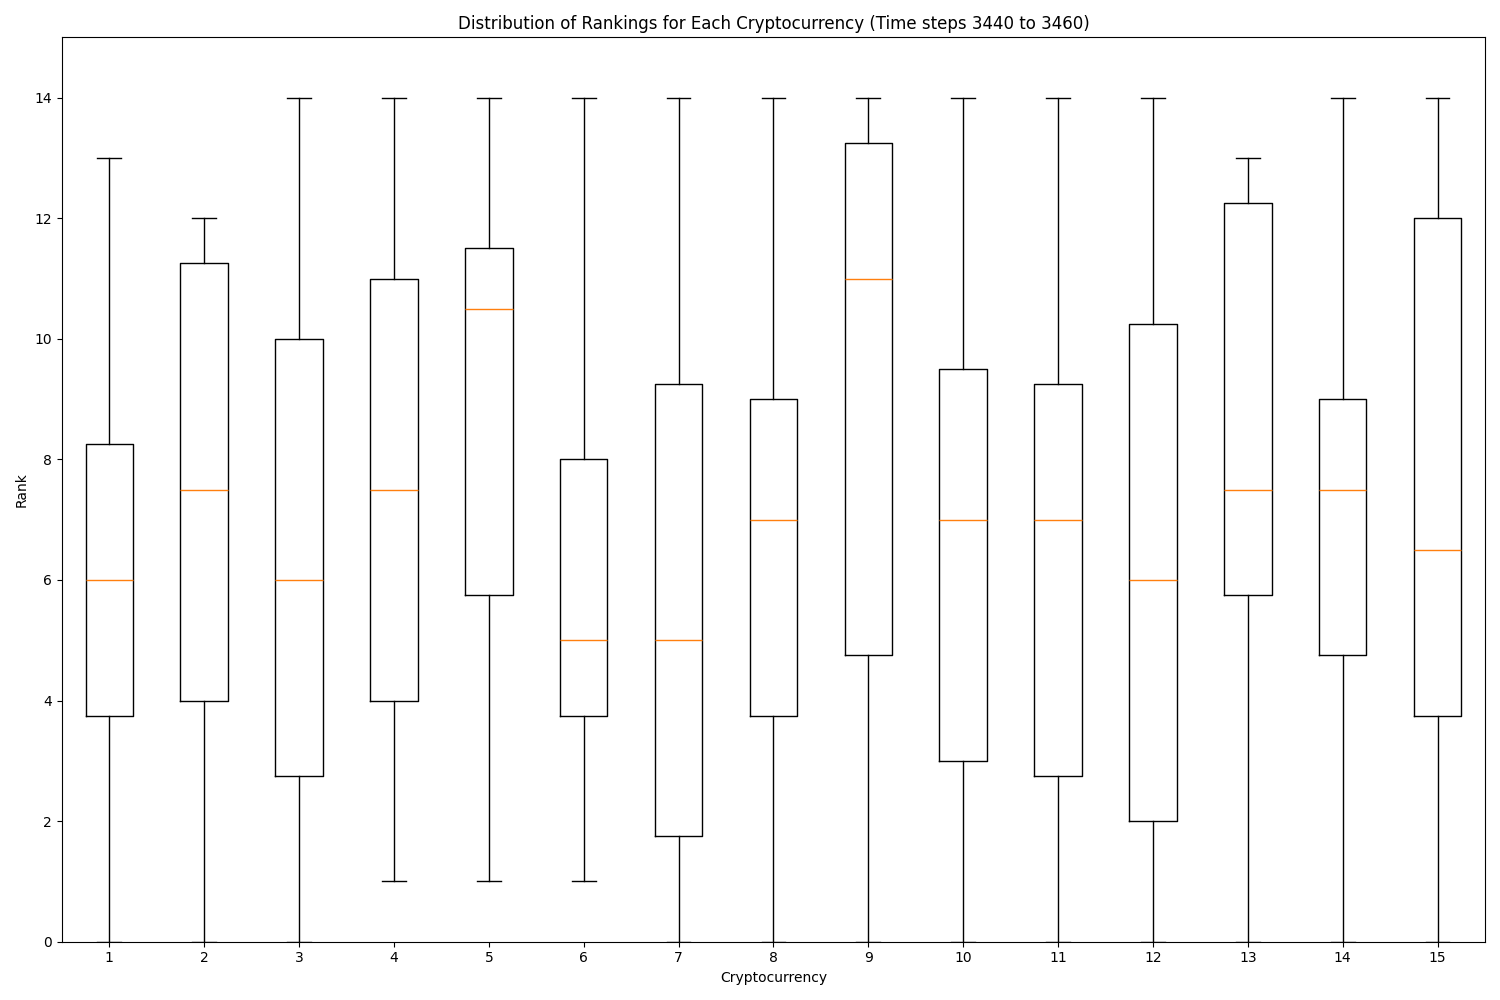 Distribution of Rankings for Each Cryptocurrency (Time steps 3440 to 3460)
14
12
10
8
6
4
2
0
Rank
1 2 3 4 5 6 7 8 9 10 11 12 13 14 15
Cryptocurrency